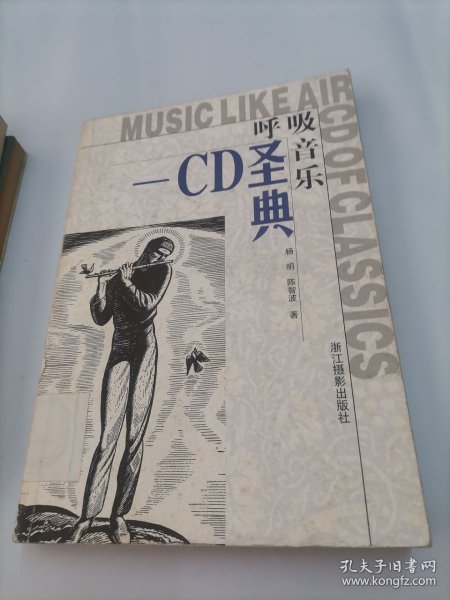 MUSIC LIKE AIR
CD OF CLASSICS
呼吸音乐
—CD圣典
杨明 陈智波 著
浙江摄影出版社
孔夫子旧书网
www.kongfz.com